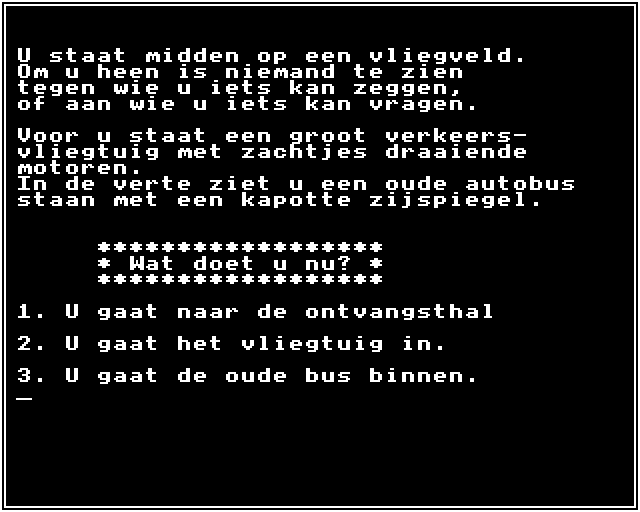 U staat midden op een vliegveld.
Om u heen is niemand te zien
tegen wie u iets kan zeggen,
of aan wie u iets kan vragen.
Voor u staat een groot verkeers-
vliegtuig met zachtjes draaiende
motoren.
In de verte ziet u een oude autobus
staan met een kapotte zijspiegel.
******************
* Wat doet u nu? *
******************
1. U gaat naar de ontvangsthal
2. U gaat het vliegtuig in.
3. U gaat de oude bus binnen.
_